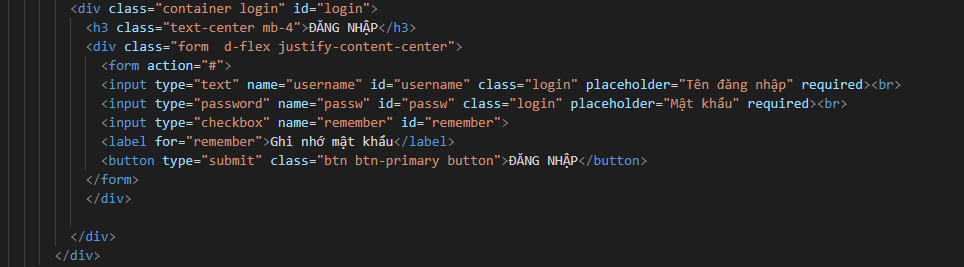 <div class="container login" id="login">
<h3 class="text-center mb-4">ĐĂNG NHẬP</h3>
<div class="form  d-flex justify-content-center">
<form action="#">
<input type="text" name="username" id="username" class="login" placeholder="Tên đăng nhập" required><br>
<input type="password" name="passw" id="passw" class="login" placeholder="Mật khẩu" required><br>
<input type="checkbox" name="remember" id="remember">
<label for="remember">Ghi nhớ mật khẩu</label>
<button type="submit" class="btn btn-primary button">ĐĂNG NHẬP</button>
</form>
</div>
</div>
</div>